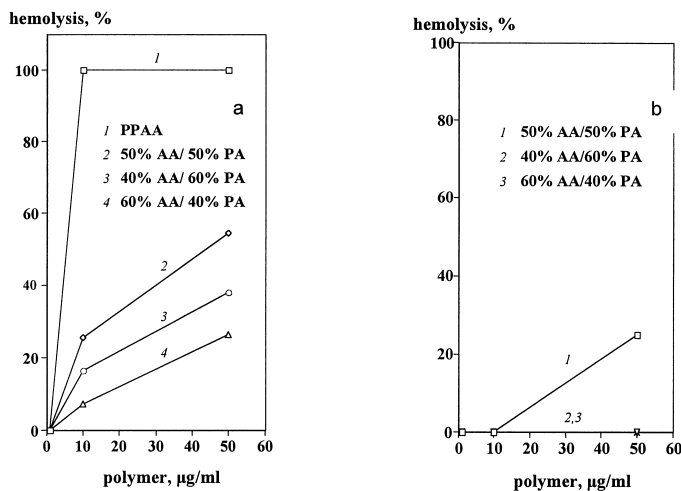 hemolysis, %
100
80
60
40
20
0
0 10 20 30 40 50 60
polymer, µg/ml
a
1 PPAA
2 50% AA/ 50% PA
3 40% AA/ 60% PA
4 60% AA/ 40% PA
1
2
3
4
hemolysis, %
100
80
60
40
20
0
0 10 20 30 40 50 60
polymer, µg/ml
b
1 50% AA/50% PA
2 40% AA/60% PA
3 60% AA/40% PA
1
2,3